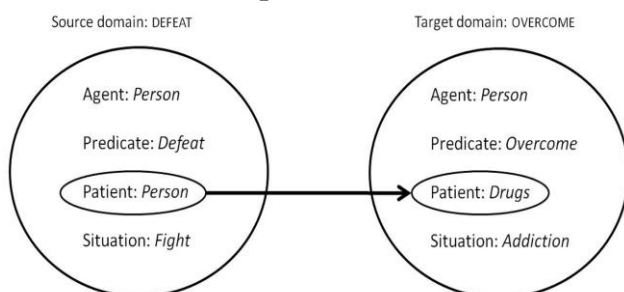 Source domain: DEFEAT
Target domain: OVERCOME
Agent: Person
Predicate: Defeat
Patient: Person
Situation: Fight
Agent: Person
Predicate: Overcome
Patient: Drugs
Situation: Addiction